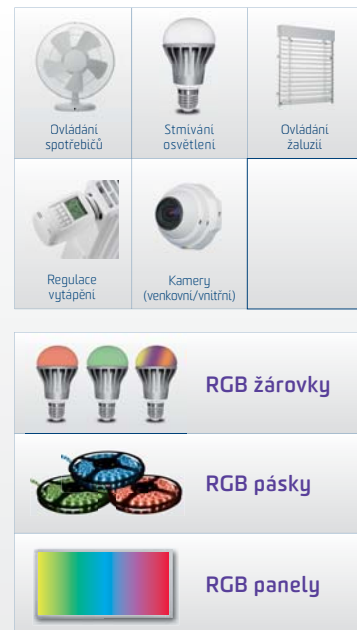 Ovládání
spotřebičů
Stmívání
osvětlení
Ovládání
žaluzií
Regulace
vytápění
Kamery
(venkovní/vnitřní)
RGB žárovky
RGB pásky
RGB panely